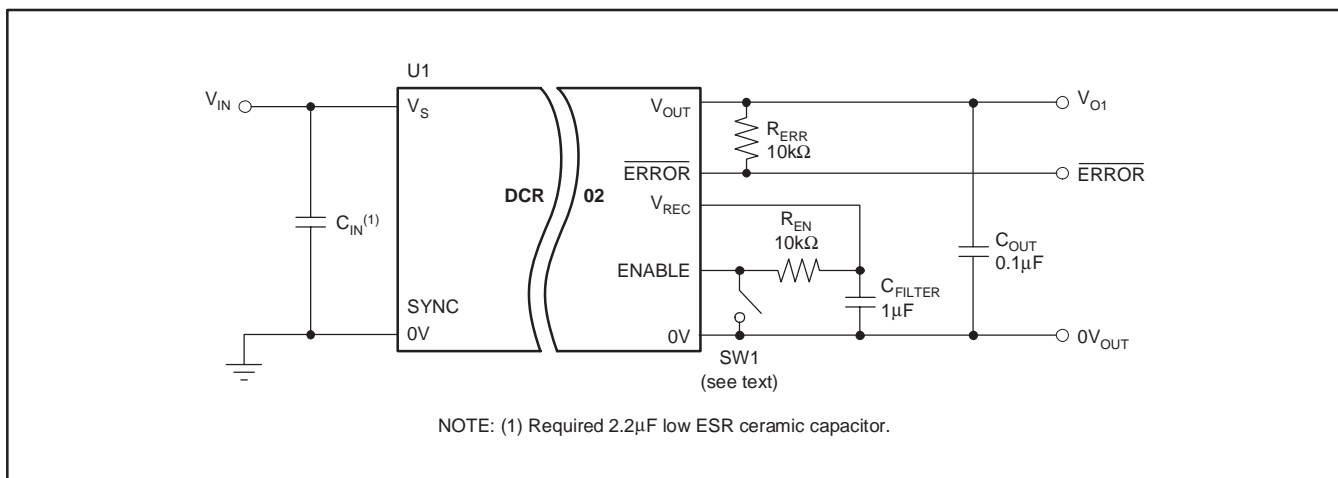 U1
V_IN
V_S
V_OUT
V_O1
R_ERR
10kΩ
ERROR
ERROR
DCR 02
V_REC
R_EN
10kΩ
C_IN(1)
C_OUT
0.1μF
ENABLE
C_FILTER
1μF
SYNC
0V
0V
0V_OUT
SW1
(see text)
NOTE: (1) Required 2.2μF low ESR ceramic capacitor.